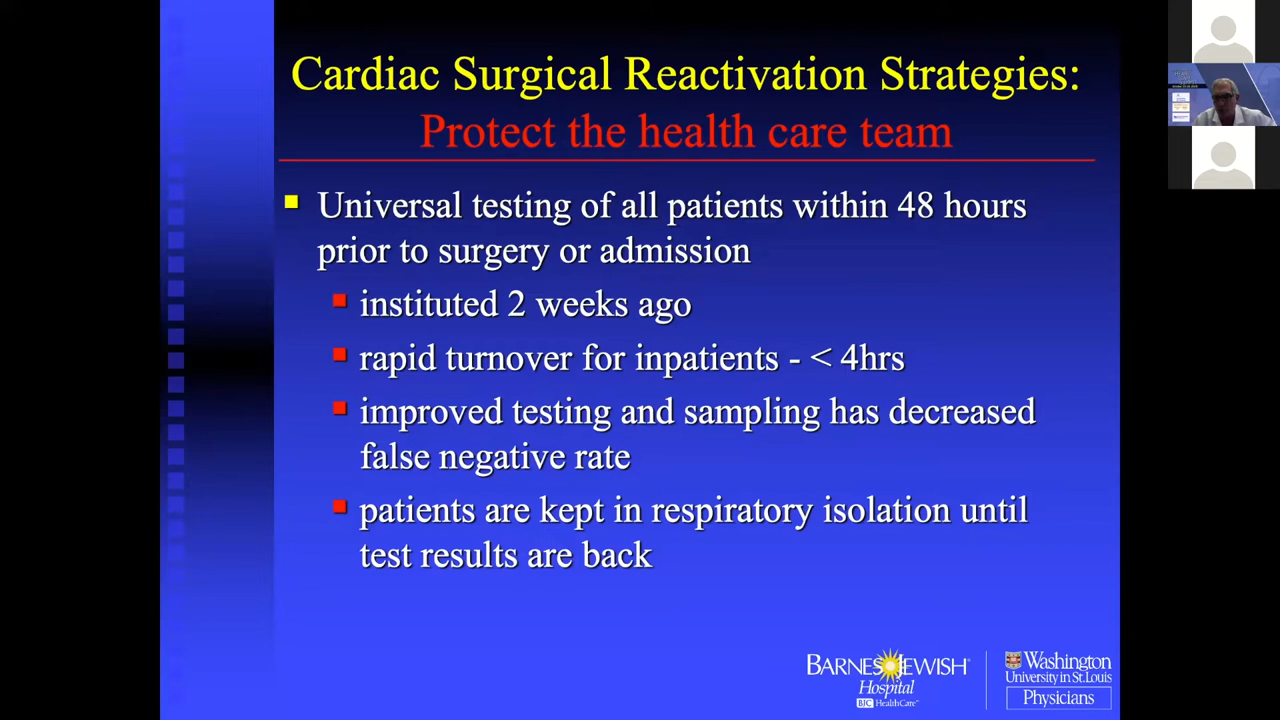 Cardiac Surgical Reactivation Strategies:
Protect the health care team
Universal testing of all patients within 48 hours
prior to surgery or admission
instituted 2 weeks ago
rapid turnover for inpatients - < 4hrs
improved testing and sampling has decreased
false negative rate
patients are kept in respiratory isolation until
test results are back
BARNES JEWISH
Hospital
BJC HealthCare
Washington
University in St. Louis
Physicians